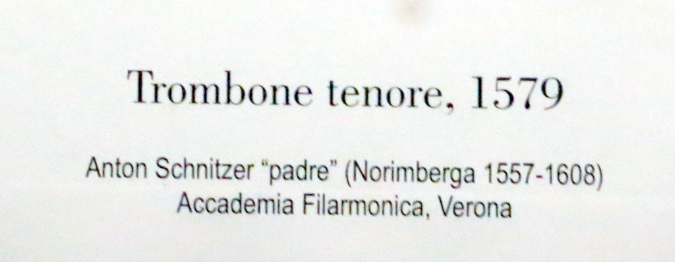 Trombone tenore, 1579
Anton Schnitzer “padre” (Norimberga 1557-1608)
Accademia Filarmonica, Verona